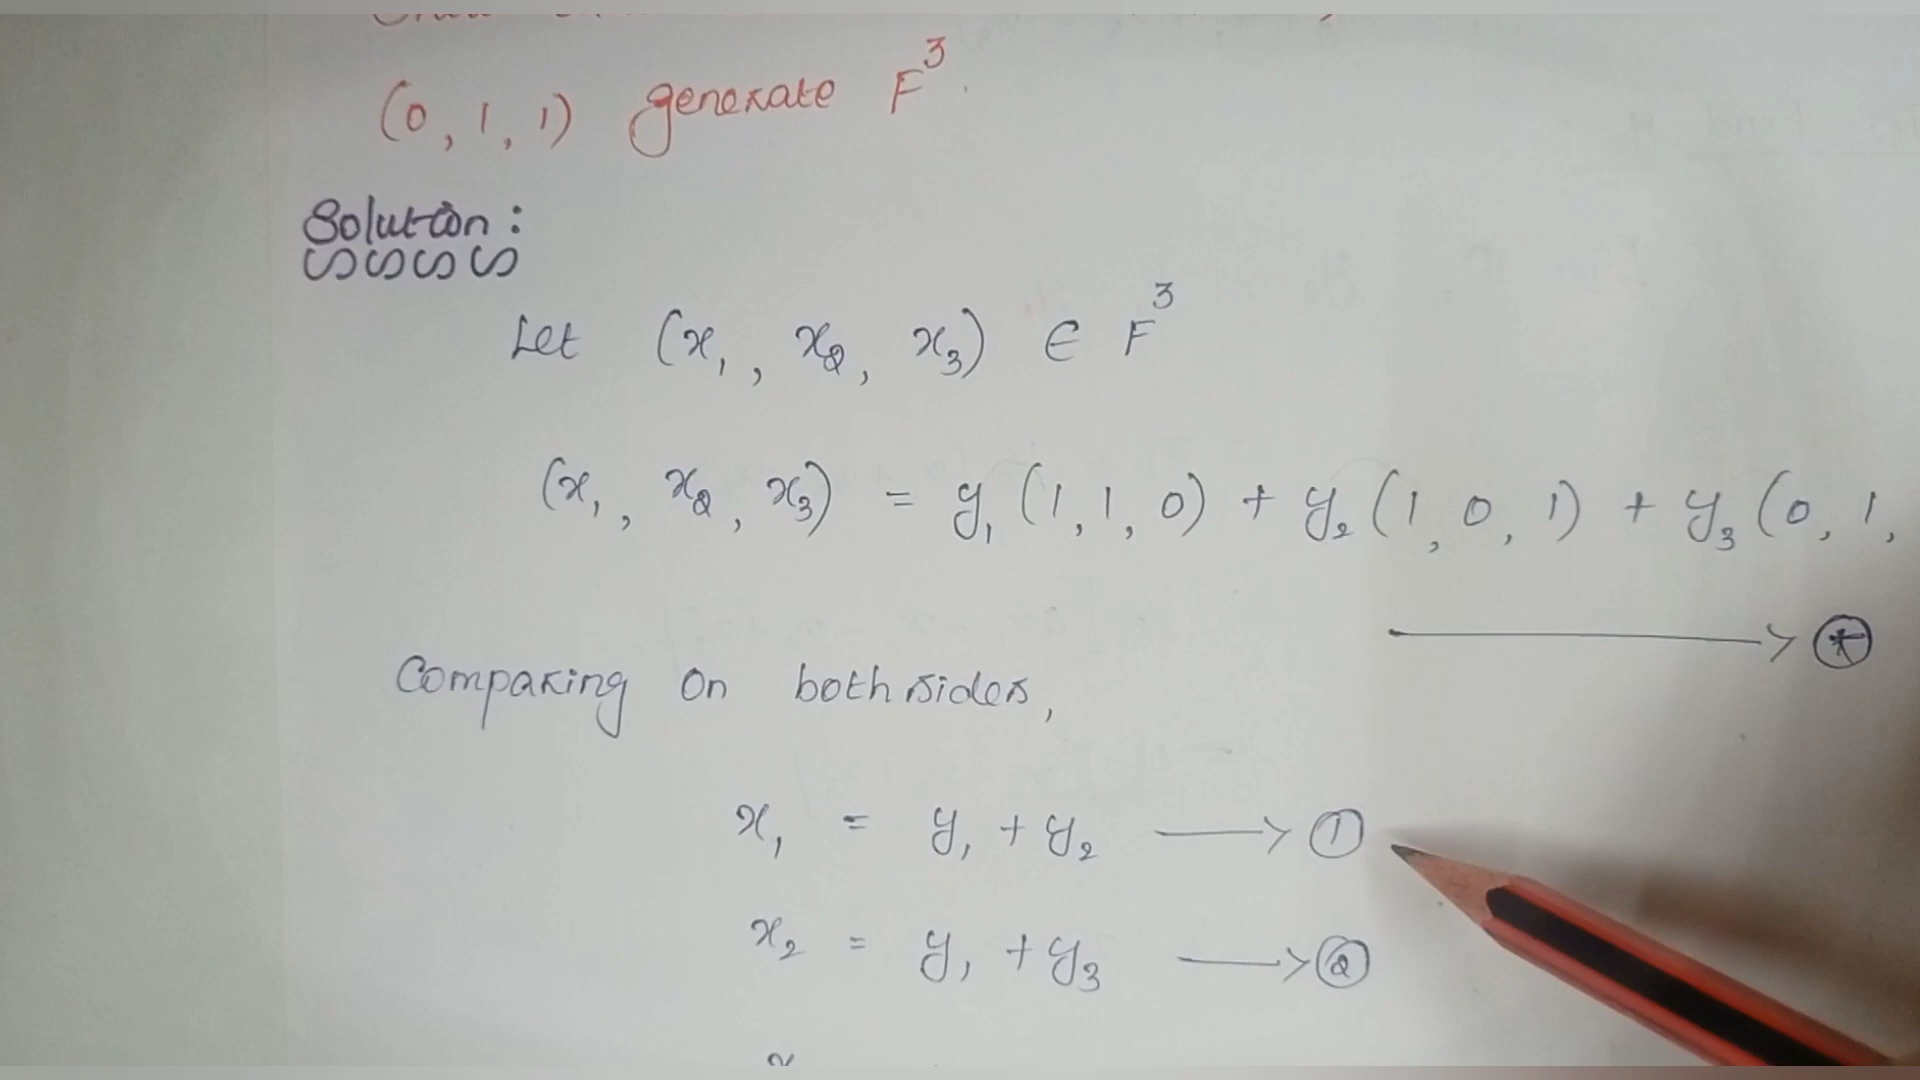 (0, 1, 1) generate F³.
Solution:
Let (x₁, x₂, x₃) ∈ F³
(x₁, x₂, x₃) = y₁(1, 1, 0) + y₂(1, 0, 1) + y₃(0, 1,
⟶ (*)
Comparing on both sides,
x₁ = y₁ + y₂ ⟶ ①
x₂ = y₁ + y₃ ⟶ ②